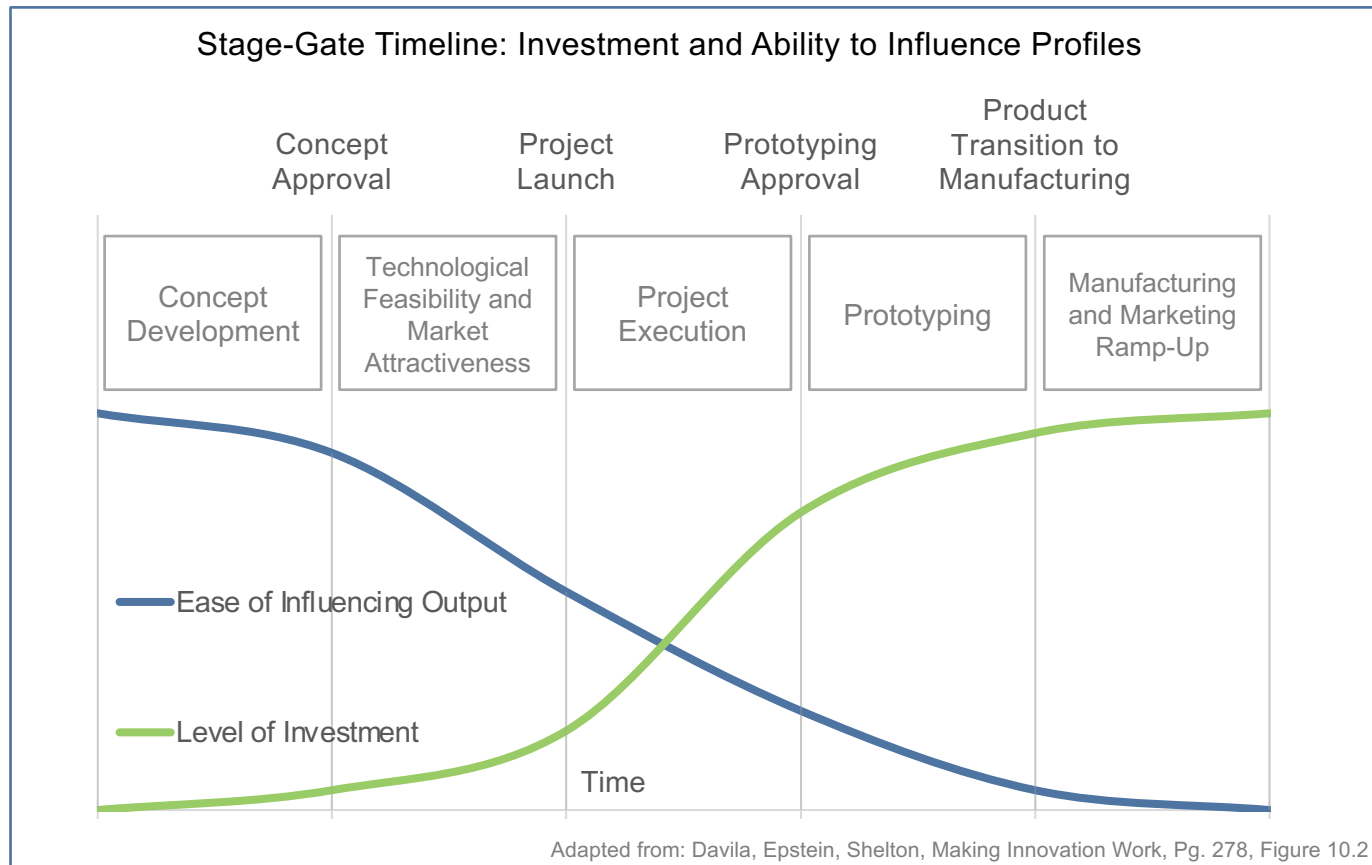 Stage-Gate Timeline: Investment and Ability to Influence Profiles
Concept
Approval
Project
Launch
Prototyping
Approval
Product
Transition to
Manufacturing
Concept
Development
Technological
Feasibility and
Market
Attractiveness
Project
Execution
Prototyping
Manufacturing
and Marketing
Ramp-Up
Ease of Influencing Output
Level of Investment
Time
Adapted from: Davila, Epstein, Shelton, Making Innovation Work, Pg. 278, Figure 10.2